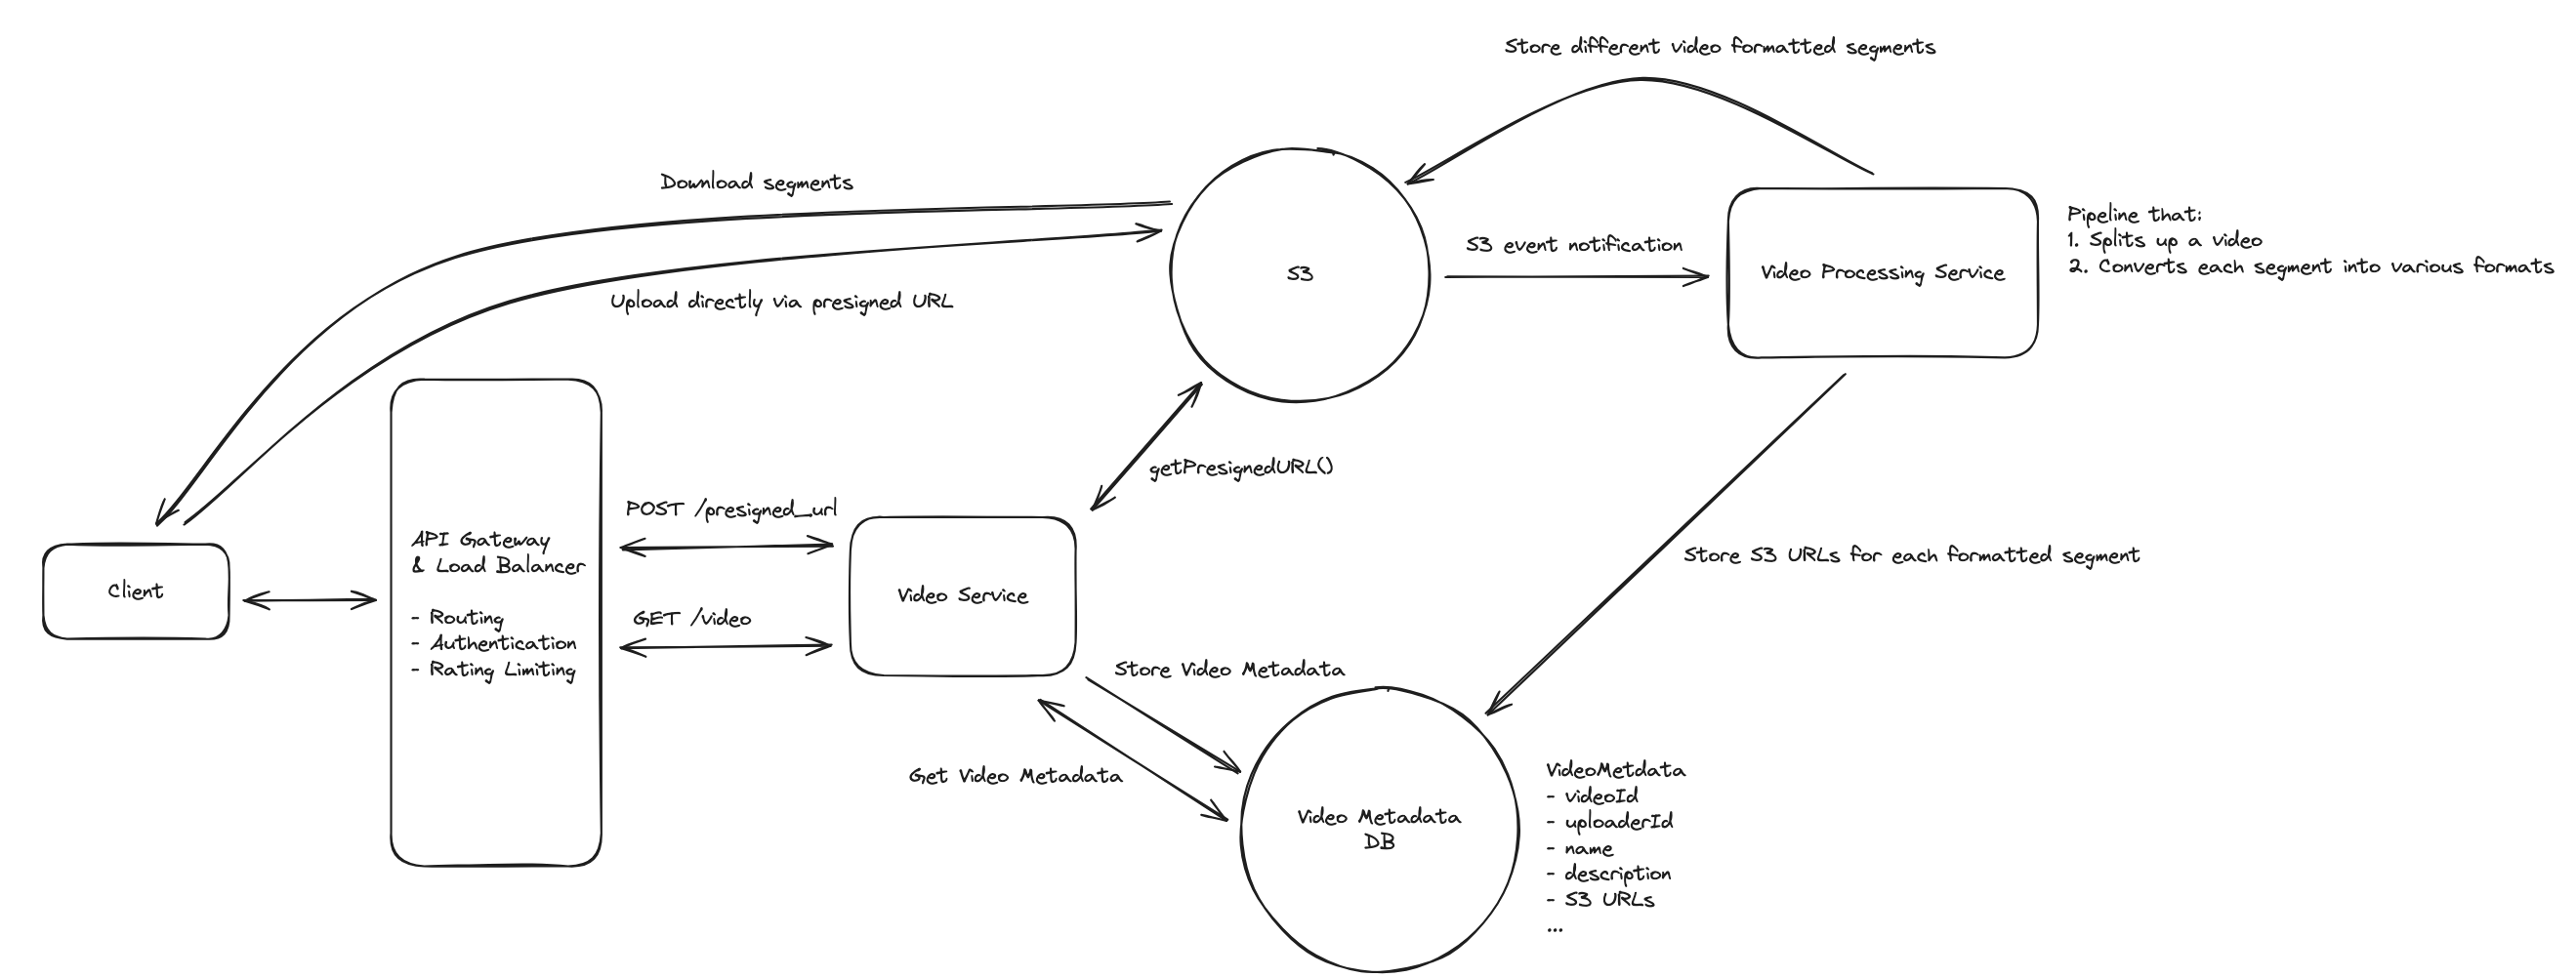 Store different video formatted segments
Download segments
Upload directly via presigned URL
S3
S3 event notification
Video Processing Service
Pipeline that:
1. Splits up a video
2. Converts each segment into various formats
getPresignedURL()
Client
API Gateway
& Load Balancer
- Routing
- Authentication
- Rating Limiting
POST /presigned_url
GET /video
Video Service
Store S3 URLs for each formatted segment
Store Video Metadata
Get Video Metadata
Video Metadata
DB
VideoMetdata
- videoId
- uploaderId
- name
- description
- S3 URLs
...